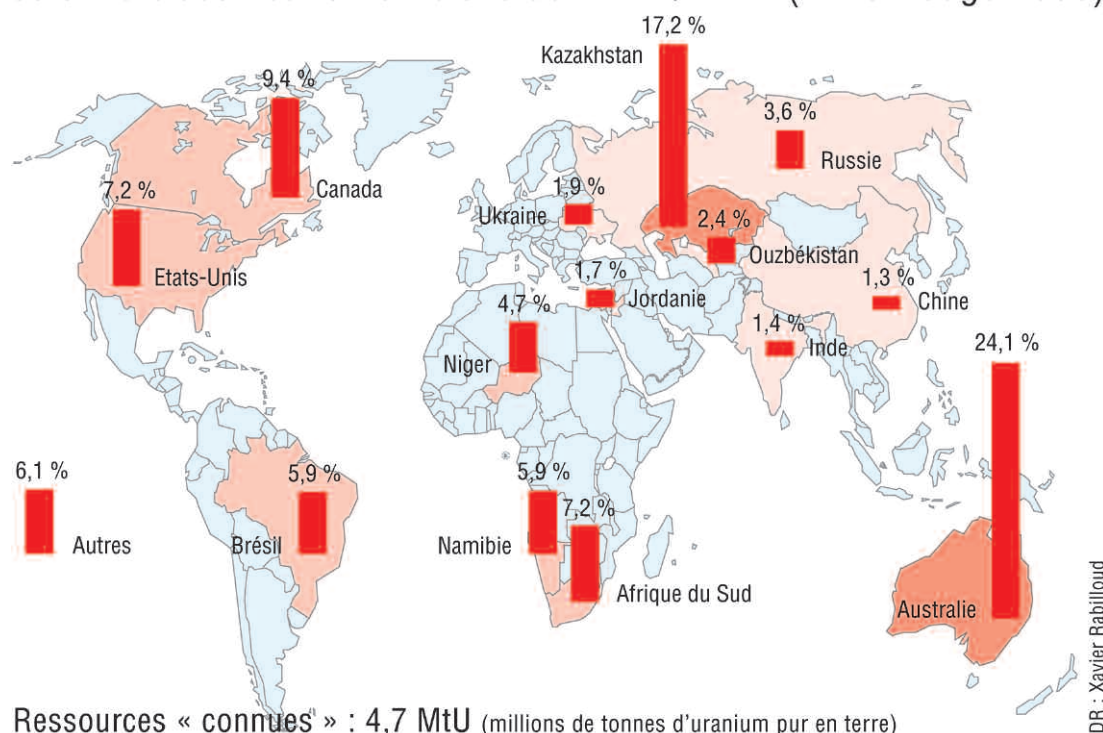 17,2 %
Kazakhstan
9,4 %
3,6 %
Russie
Canada
7,2 %
1,9 %
Ukraine
2,4 %
Ouzbékistan
Etats-Unis
1,7 %
Jordanie
1,3 %
Chine
4,7 %
Niger
1,4 %
Inde
24,1 %
6,1 %
Autres
5,9 %
Brésil
5,9 %
Namibie
7,2 %
Afrique du Sud
Australie
DR : Xavier Rabilloud
Ressources « connues » : 4,7 MtU (millions de tonnes d'uranium pur en terre)